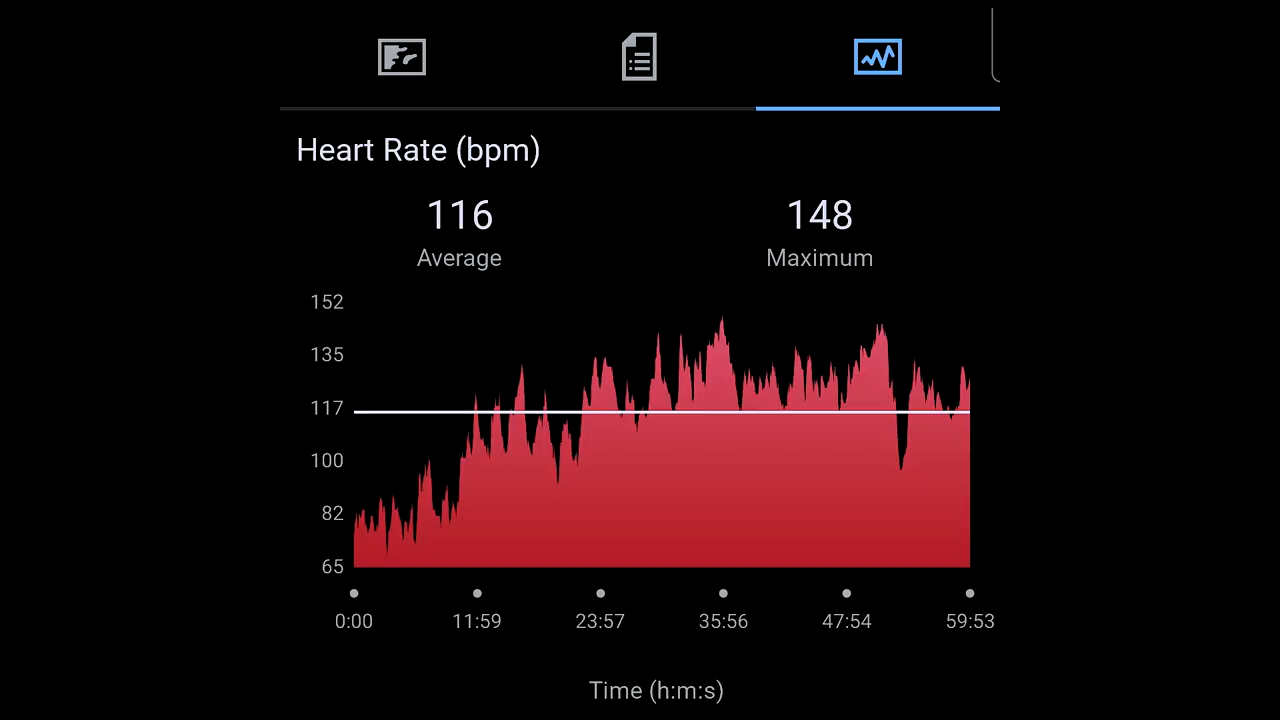 Heart Rate (bpm)
116 148
Average Maximum
152
135
117
100
82
65
0:00 11:59 23:57 35:56 47:54 59:53
Time (h:m:s)